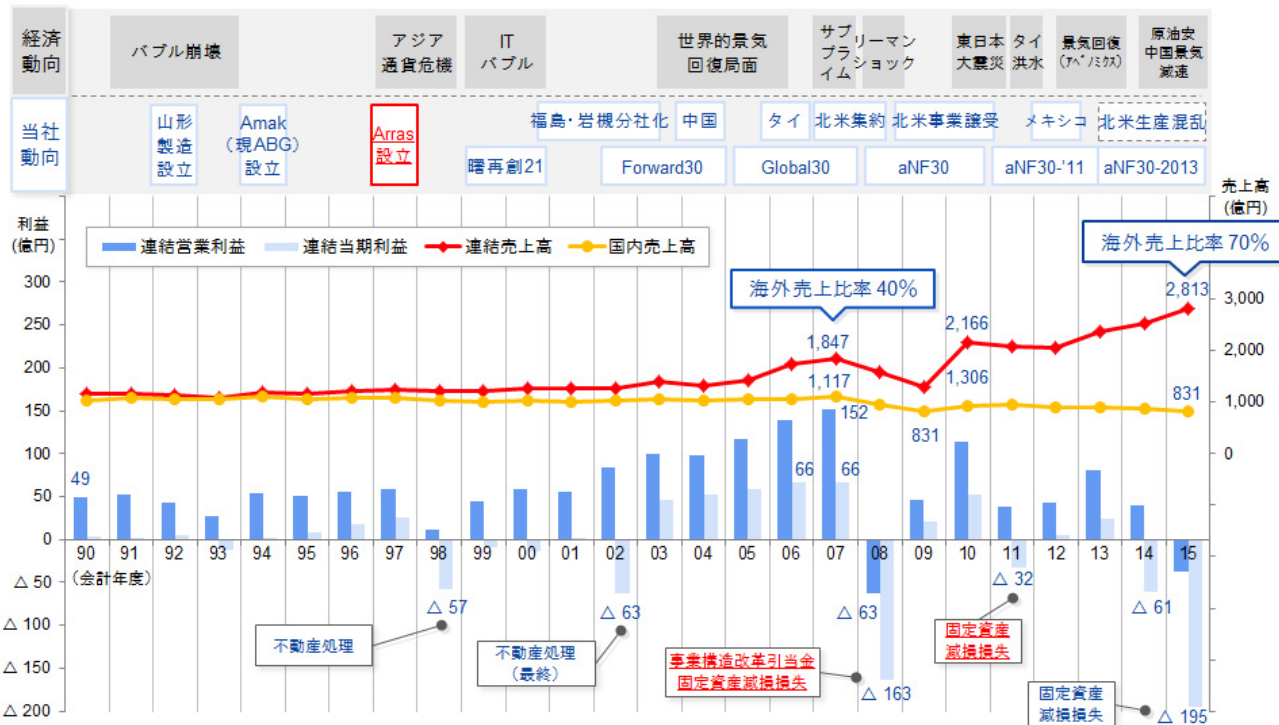 経済
動向
バブル崩壊
アジア
通貨危機
IT
バブル
世界的景気
回復局面
サブ
プラ
イム
リーマン
ショック
東日本
大震災
タイ
洪水
景気回復
(ｱﾍﾞﾉﾐｸｽ)
原油安
中国景気
減速
当社
動向
山形
製造
設立
Amak
(現ABG)
設立
Arras
設立
福島・岩槻分社化
中国
タイ
北米集約
北米事業譲受
メキシコ
北米生産混乱
曙再創21
Forward30
Global30
aNF30
aNF30-'11
aNF30-2013
利益
(億円)
売上高
(億円)
連結営業利益
連結当期利益
連結売上高
国内売上高
海外売上比率 40%
海外売上比率 70%
300
250
200
150
100
50
0
△ 50
△ 100
△ 150
△ 200
3,000
2,000
1,000
0
49
1,847
1,117
152
66
66
831
2,166
1,306
2,813
831
90 91 92 93 94 95 96 97 98 99 00 01 02 03 04 05 06 07 08 09 10 11 12 13 14 15
(会計年度)
△ 57
△ 63
△ 63
△ 163
△ 32
△ 61
△ 195
不動産処理
不動産処理
(最終)
事業構造改革引当金
固定資産減損損失
固定資産
減損損失
固定資産
減損損失